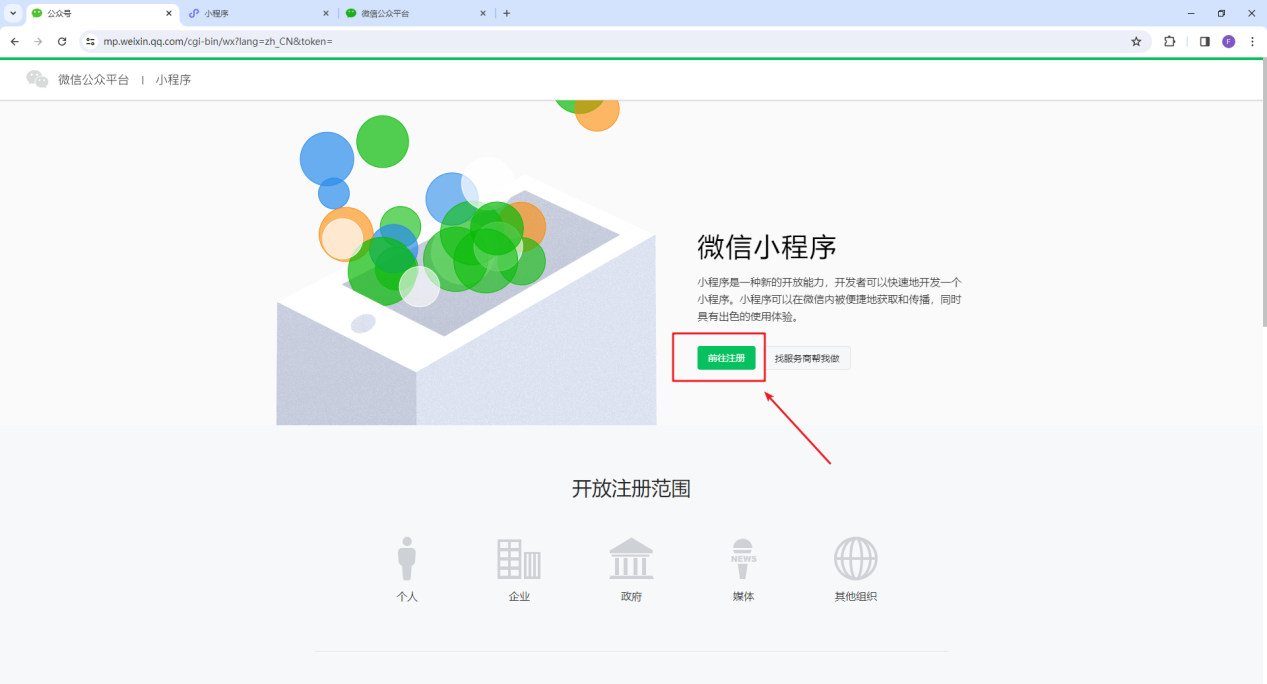 公众号
小程序
微信公众平台
mp.weixin.qq.com/cgi-bin/wx?lang=zh_CN&token=
F
微信公众平台 | 小程序
微信小程序
小程序是一种新的开放能力，开发者可以快速地开发一个
小程序。小程序可以在微信内被便捷地获取和传播，同时
具有出色的使用体验。
前往注册
找服务商帮我做
开放注册范围
NEWS
个人
企业
政府
媒体
其他组织